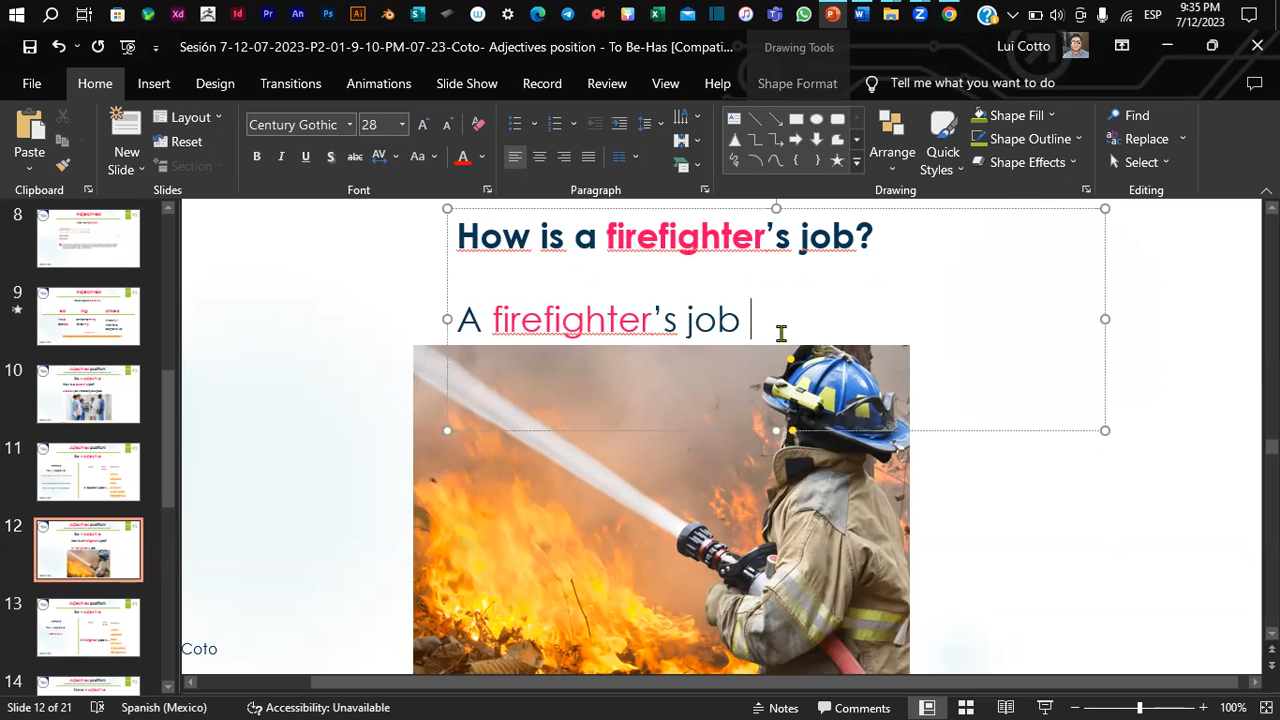 9:35 PM
ESP
7/12/2023
Sesión 7-12-07-2023-P2-01-9-14-PM-07-23-Coto- Adjectives position - To Be-Has [Compati...
Drawing Tools
Lui Cotto
File
Home
Insert
Design
Transitions
Animations
Slide Show
Record
Review
View
Help
Shape Format
Tell me what you want to do
Paste
New Slide
Layout
Reset
Section
Century Gothic
28
Arrange
Quick Styles
Shape Fill
Shape Outline
Shape Effects
Find
Replace
Select
Clipboard
Slides
Font
Paragraph
Drawing
Editing
8
9
10
11
12
How is a firefighter's job?
A firefighter's job
Coto
Slide 12 of 21
Spanish (Mexico)
Accessibility: Unavailable
Notes
Comments
100%